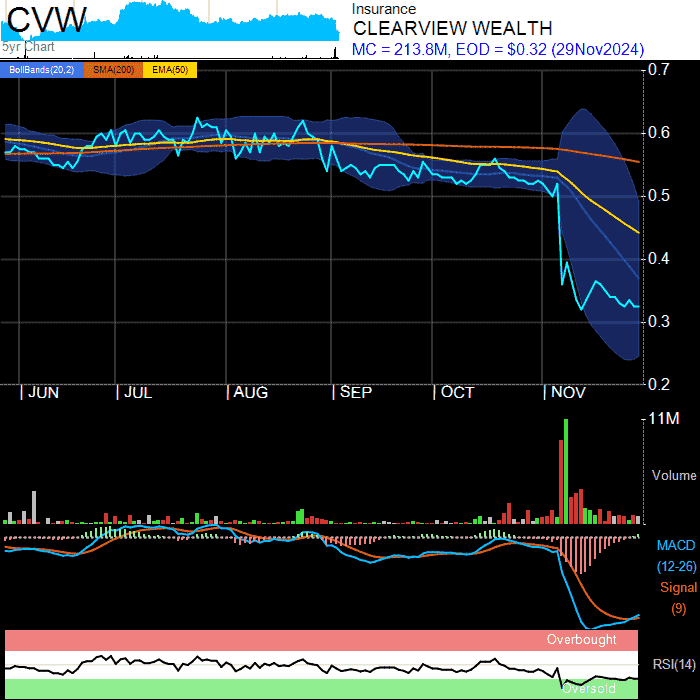 CVW
5yr Chart
Insurance
CLEARVIEW WEALTH
MC = 213.8M, EOD = $0.32 (29Nov2024)
BollBands(20,2) SMA(200) EMA(50)
0.7
0.6
0.5
0.4
0.3
0.2
JUN JUL AUG SEP OCT NOV
11M
Volume
MACD
(12-26)
Signal
(9)
Overbought
RSI(14)
Oversold